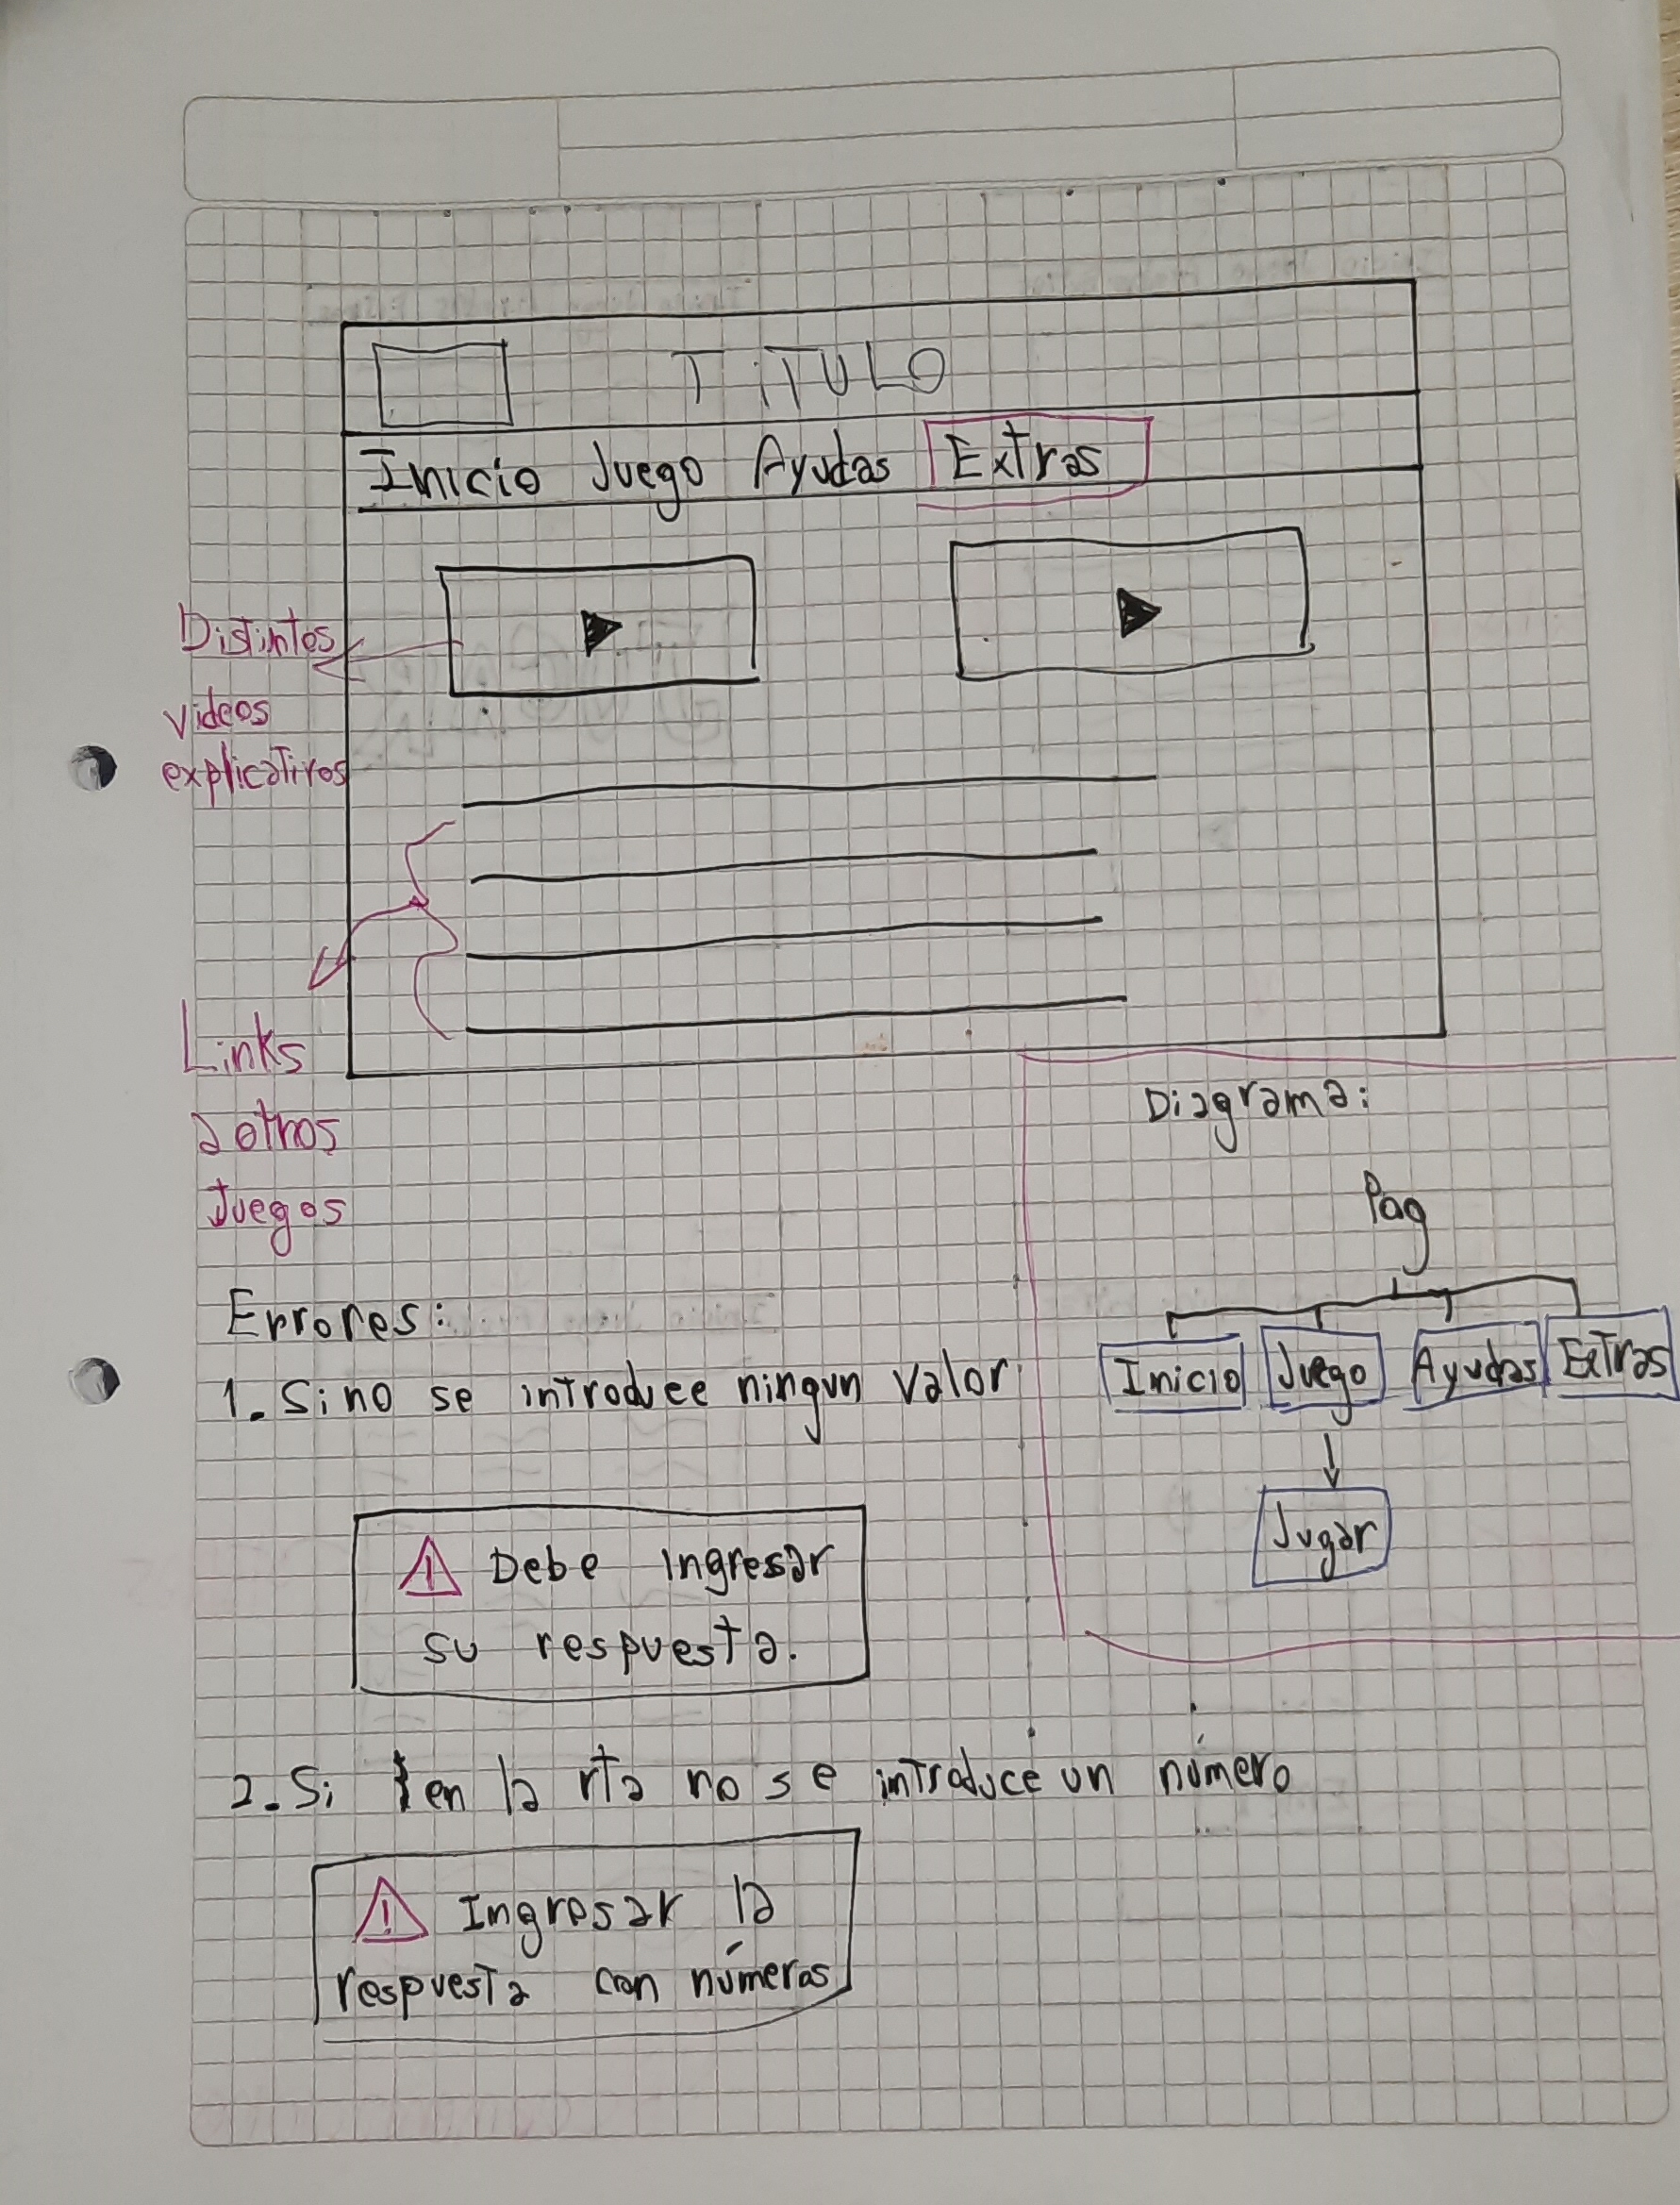 TíTULO
Inicio Juego Ayudas Extras
Distintos
videos
explicativos
Links
a otros
Juegos
Diagrama:
Pag
Inicio Juego Ayudas Extras
Jugar
Errores:
1. Si no se introduce ningun valor
Debe ingresar
su respuesta.
2. Si en la rta no se introduce un número
Ingresar la
respuesta con números